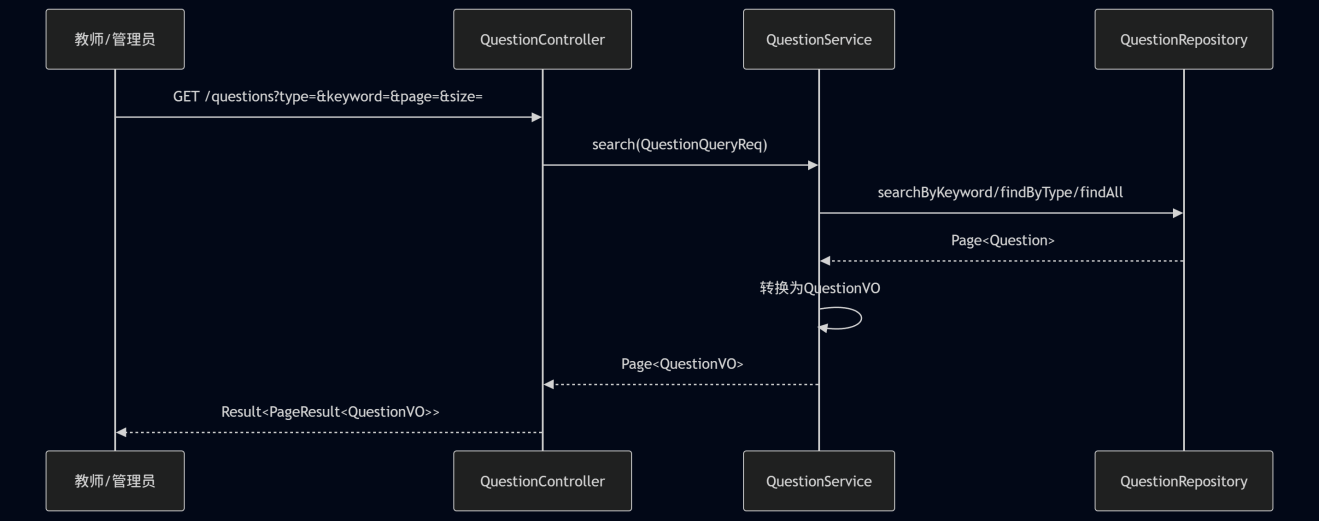 教师/管理员
QuestionController
QuestionService
QuestionRepository
GET /questions?type=&keyword=&page=&size=
search(QuestionQueryReq)
searchByKeyword/findByType/findAll
Page<Question>
转换为QuestionVO
Page<QuestionVO>
Result<PageResult<QuestionVO>>
教师/管理员
QuestionController
QuestionService
QuestionRepository